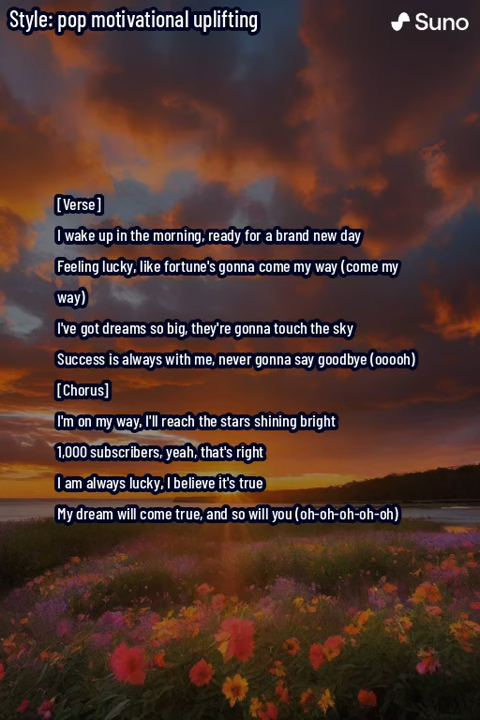 Style: pop motivational uplifting
Suno
[Verse]
I wake up in the morning, ready for a brand new day
Feeling lucky, like fortune's gonna come my way (come my
way)
I've got dreams so big, they're gonna touch the sky
Success is always with me, never gonna say goodbye (ooooh)
[Chorus]
I'm on my way, I'll reach the stars shining bright
1,000 subscribers, yeah, that's right
I am always lucky, I believe it's true
My dream will come true, and so will you (oh-oh-oh-oh-oh)